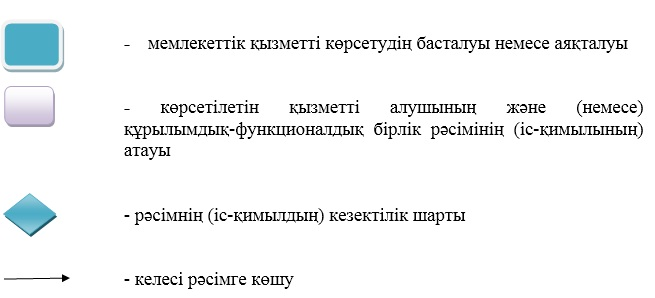 - мемлекеттік қызметті көрсетудің басталуы немесе аяқталуы
- көрсетілетін қызметті алушының және (немесе)
құрылымдық-функционалдық бірлік рәсімінің (іс-қимылының)
атауы
- рәсімнің (іс-қимылдың) кезектілік шарты
- келесі рәсімге көшу